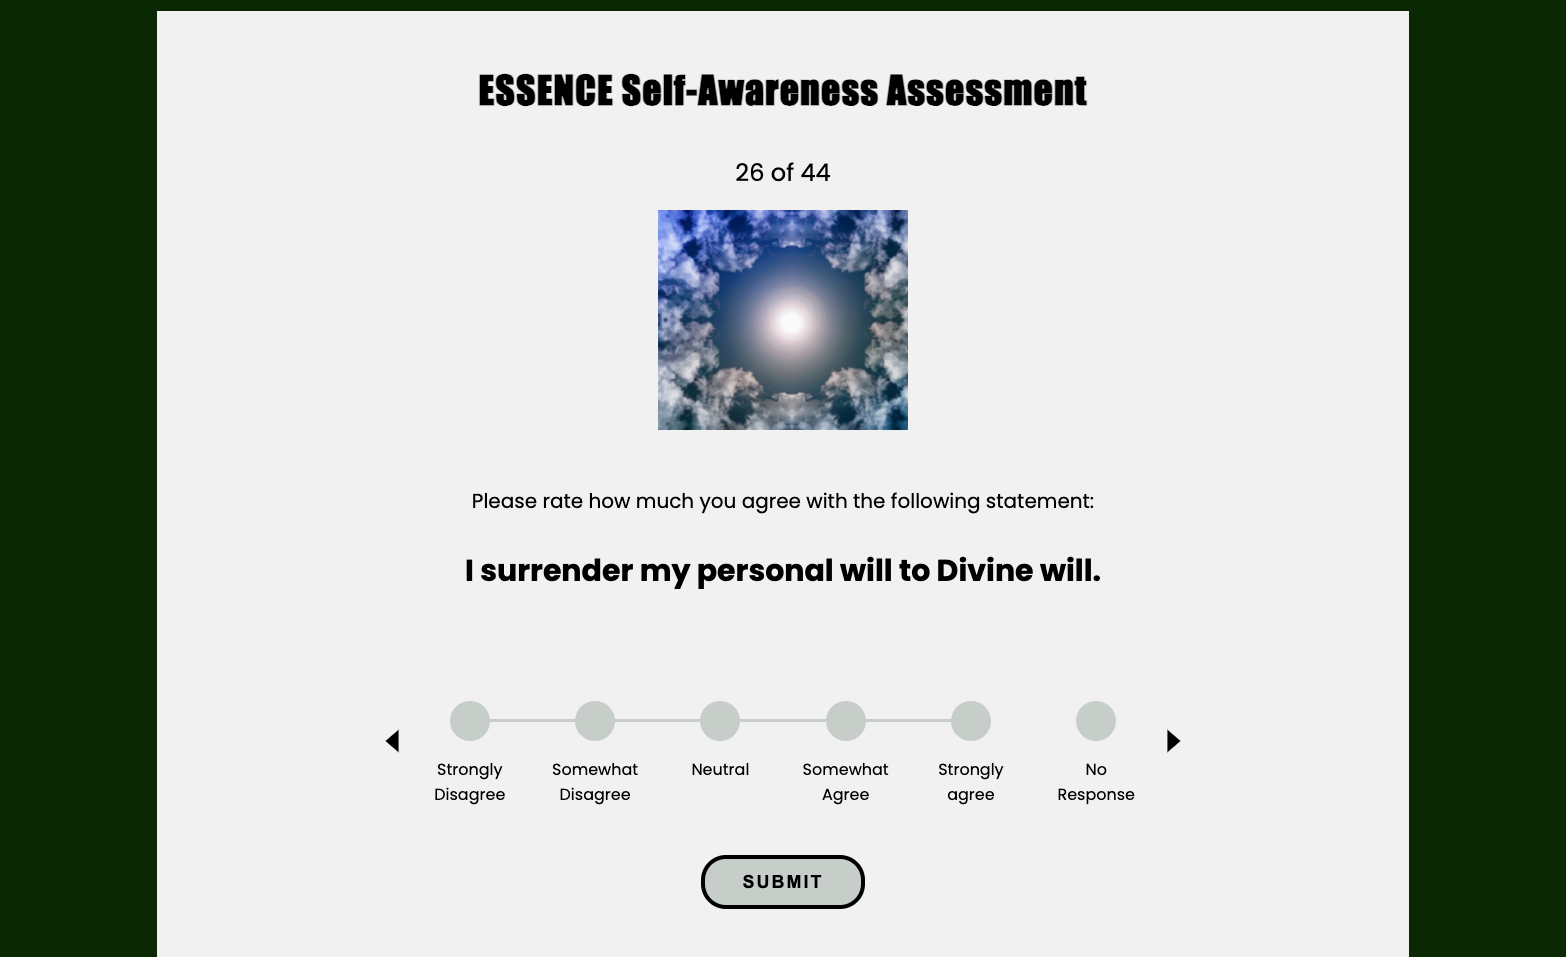 ESSENCE Self-Awareness Assessment
26 of 44
Please rate how much you agree with the following statement:
I surrender my personal will to Divine will.
Strongly Disagree
Somewhat Disagree
Neutral
Somewhat Agree
Strongly agree
No Response
SUBMIT